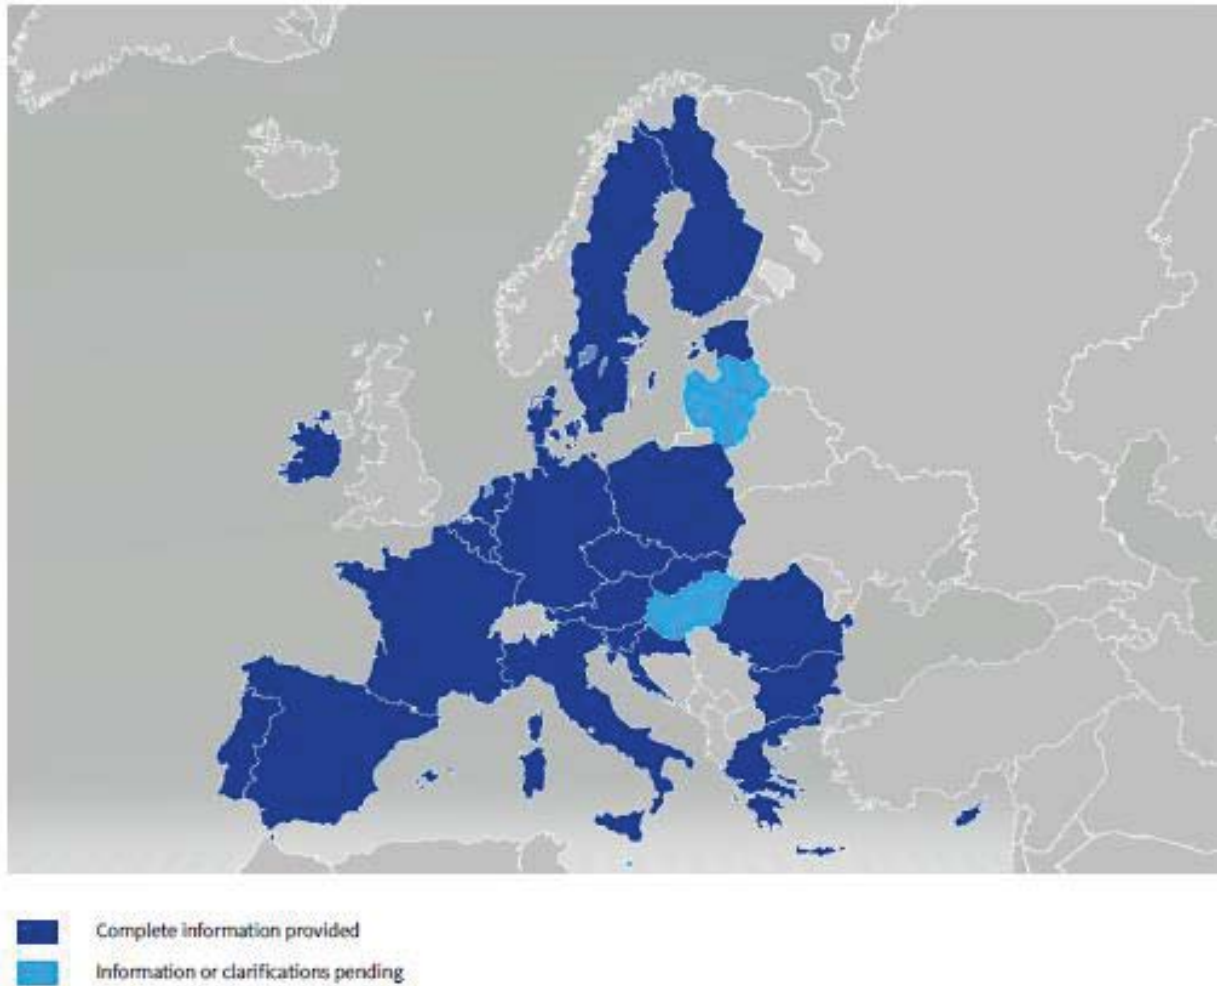 Complete information provided
Information or clarifications pending